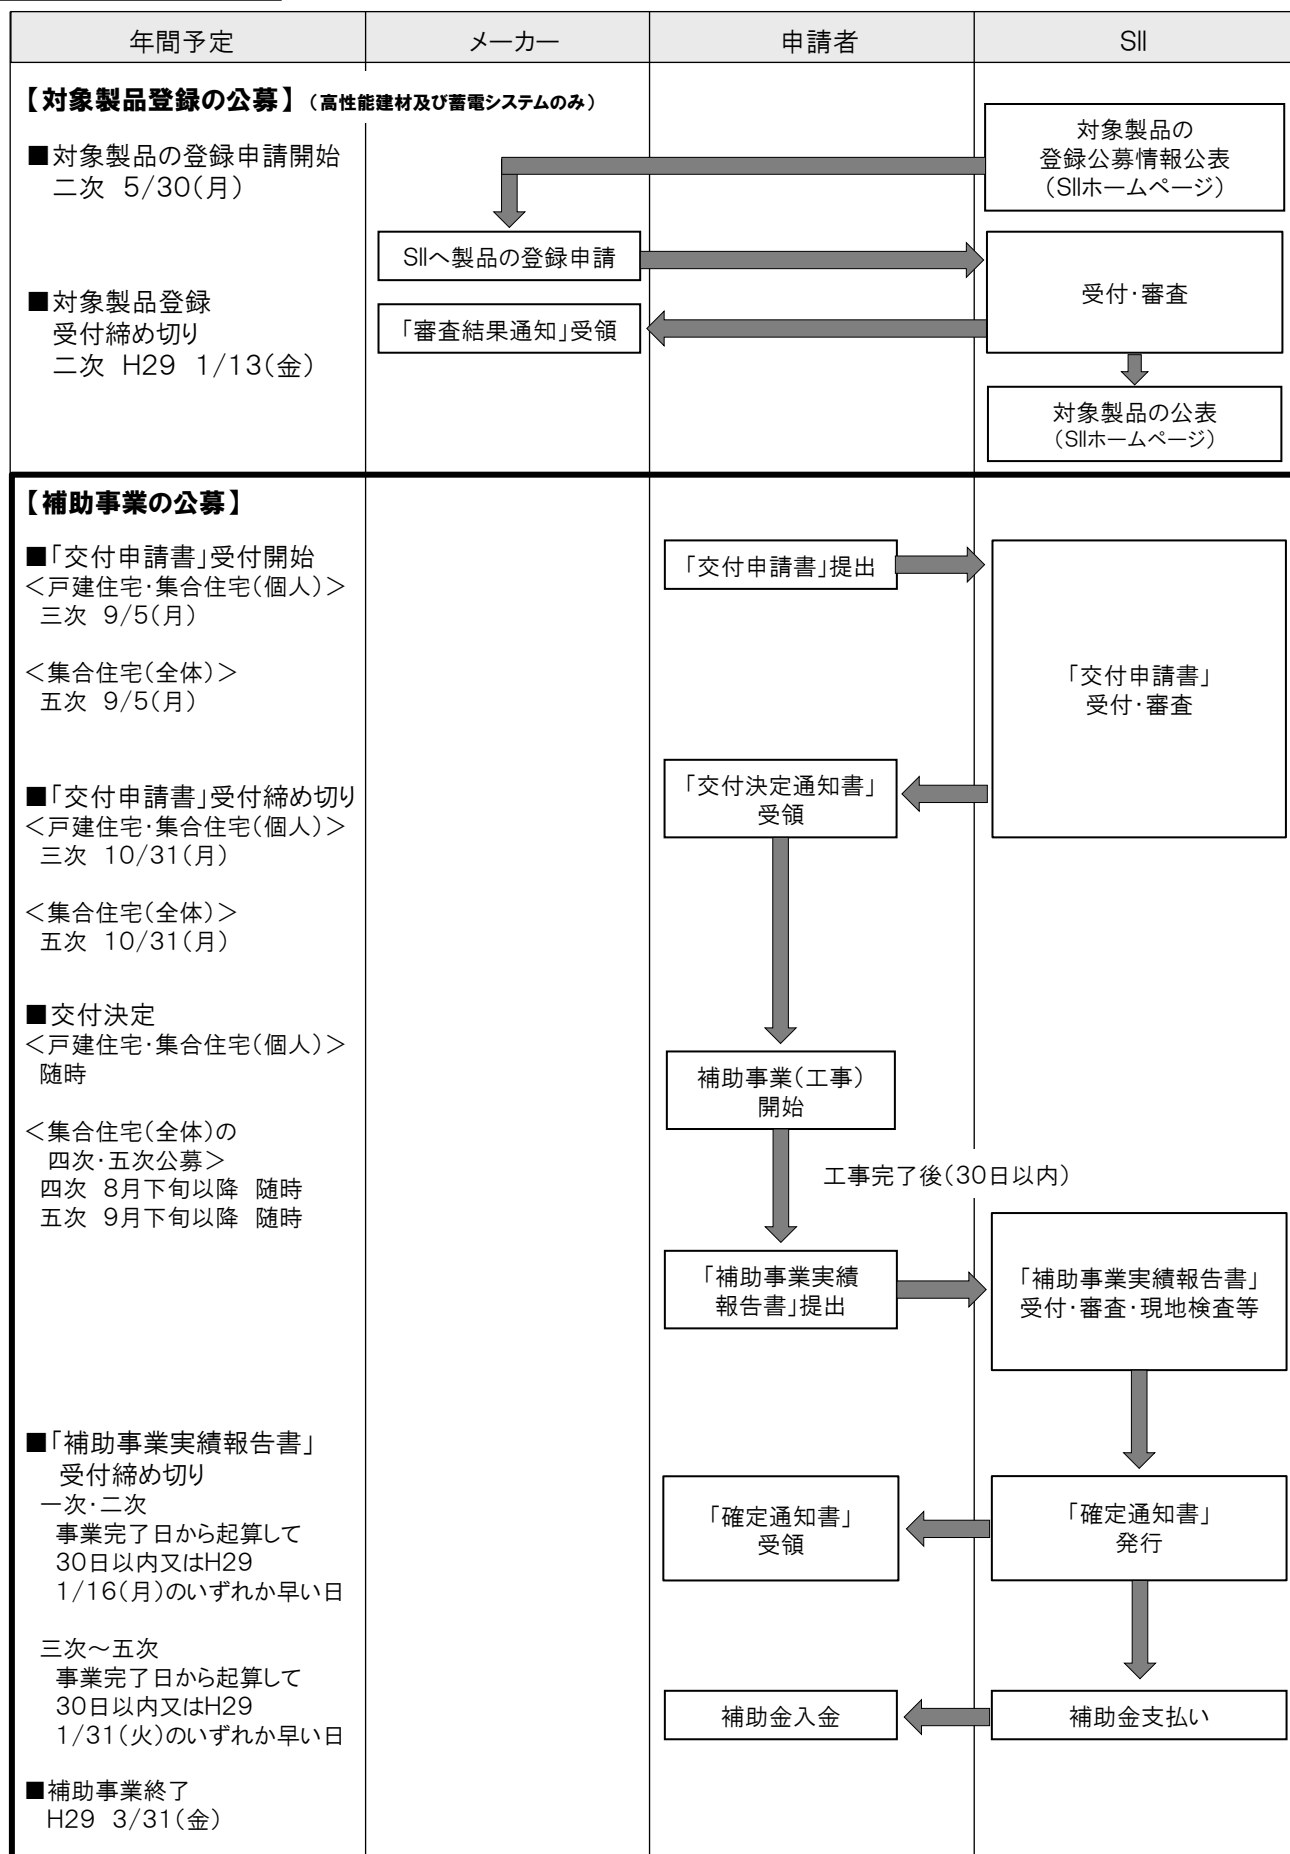 年間予定
メーカー
申請者
SII
【対象製品登録の公募】（高性能建材及び蓄電システムのみ）
■対象製品の登録申請開始
二次 5/30(月)
対象製品の
登録公募情報公表
(SIIホームページ)
SIIへ製品の登録申請
受付・審査
■対象製品登録
受付締め切り
二次 H29 1/13(金)
「審査結果通知」受領
対象製品の公表
(SIIホームページ)
【補助事業の公募】
■「交付申請書」受付開始
＜戸建住宅・集合住宅(個人)＞
三次 9/5(月)
＜集合住宅(全体)＞
五次 9/5(月)
「交付申請書」提出
「交付申請書」
受付・審査
■「交付申請書」受付締め切り
＜戸建住宅・集合住宅(個人)＞
三次 10/31(月)
＜集合住宅(全体)＞
五次 10/31(月)
「交付決定通知書」
受領
■交付決定
＜戸建住宅・集合住宅(個人)＞
随時
＜集合住宅(全体)の
四次・五次公募＞
四次 8月下旬以降 随時
五次 9月下旬以降 随時
補助事業(工事)
開始
工事完了後(30日以内)
「補助事業実績
報告書」提出
「補助事業実績報告書」
受付・審査・現地検査等
■「補助事業実績報告書」
受付締め切り
一次・二次
事業完了日から起算して
30日以内又はH29
1/16(月)のいずれか早い日
三次～五次
事業完了日から起算して
30日以内又はH29
1/31(火)のいずれか早い日
「確定通知書」
受領
「確定通知書」
発行
補助金入金
補助金支払い
■補助事業終了
H29 3/31(金)